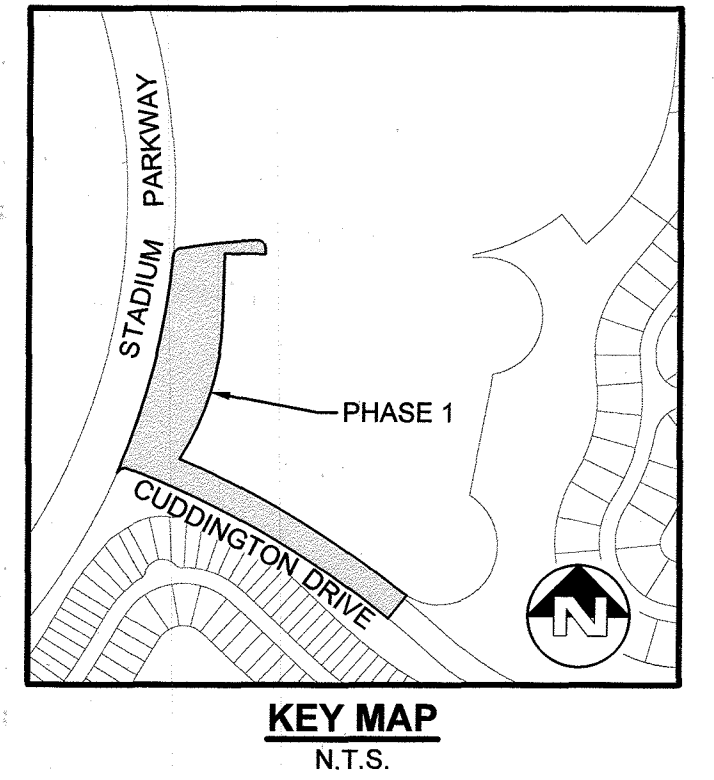 STADIUM PARKWAY
PHASE 1
CUDDINGTON DRIVE
N
KEY MAP
N.T.S.